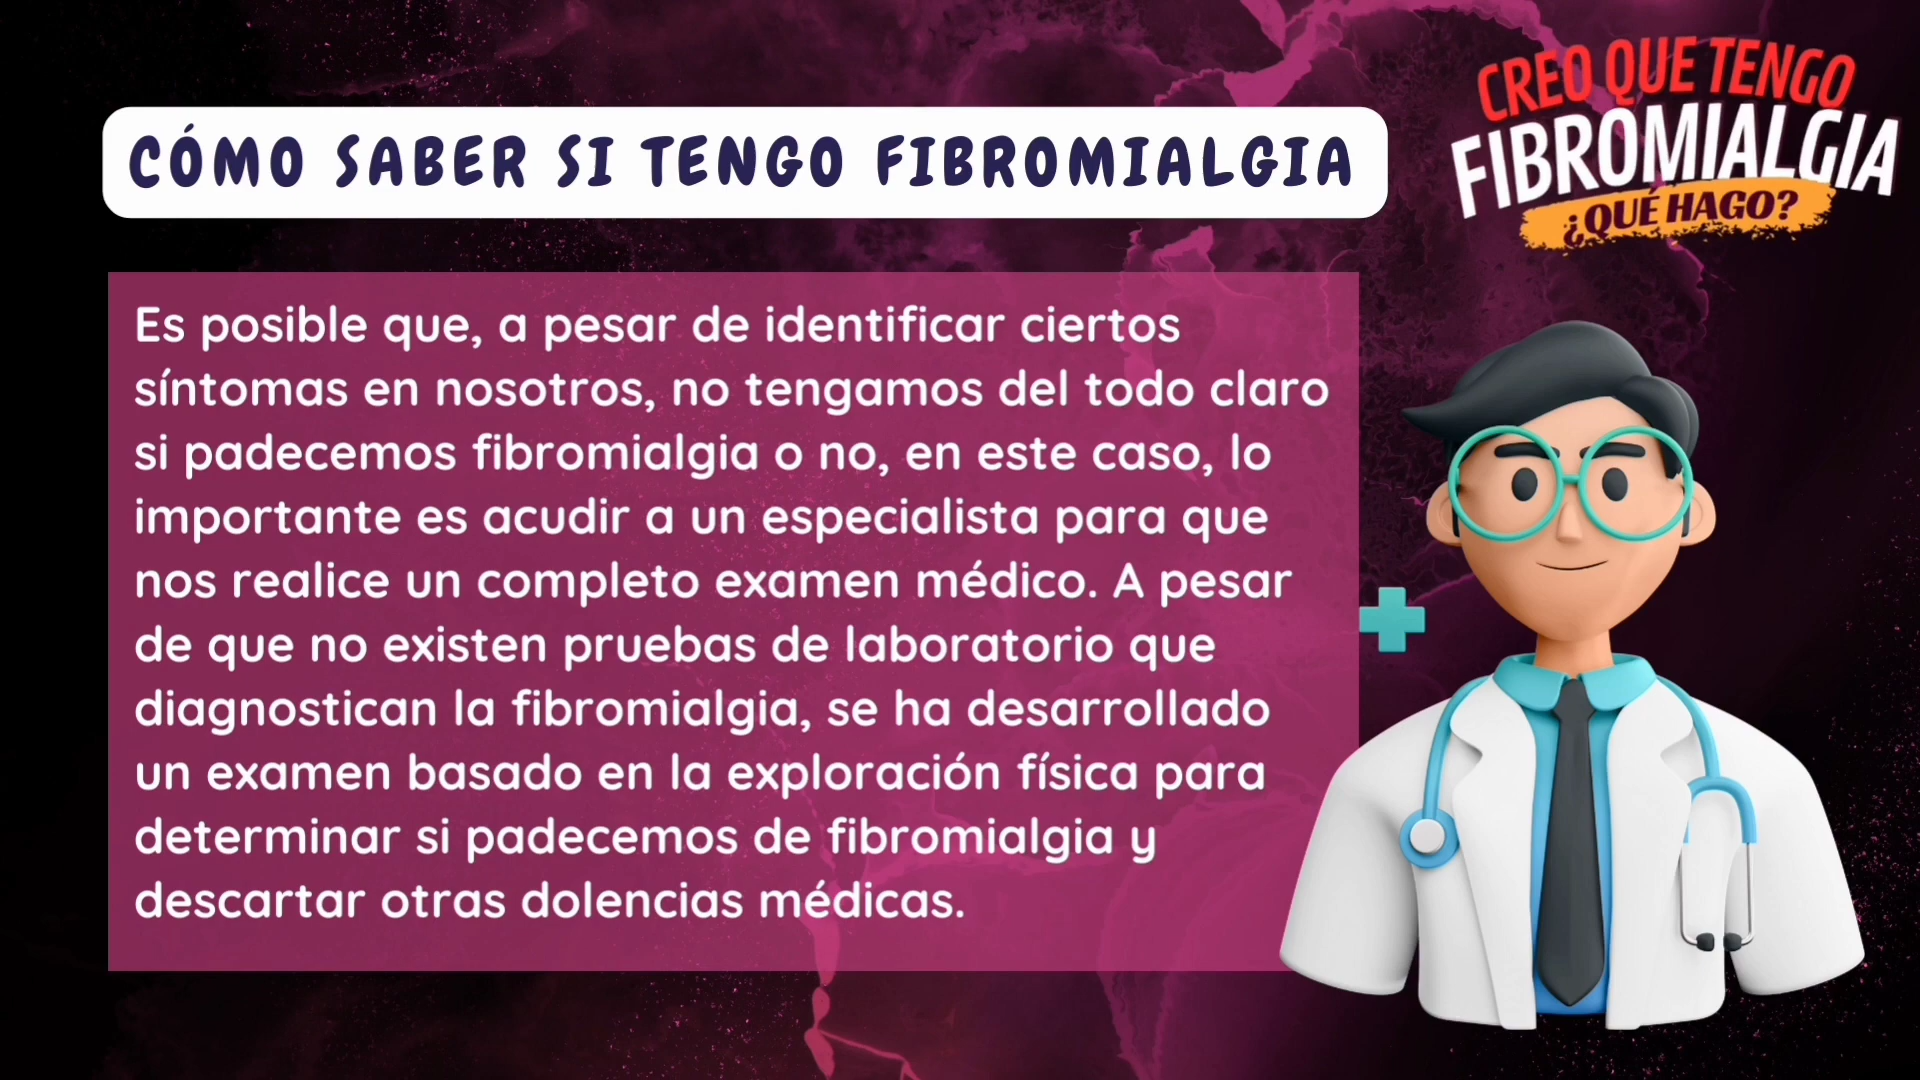 CÓMO SABER SI TENGO FIBROMIALGIA
CREO QUE TENGO
FIBROMIALGIA
¿QUÉ HAGO?
Es posible que, a pesar de identificar ciertos
síntomas en nosotros, no tengamos del todo claro
si padecemos fibromialgia o no, en este caso, lo
importante es acudir a un especialista para que
nos realice un completo examen médico. A pesar
de que no existen pruebas de laboratorio que
diagnostican la fibromialgia, se ha desarrollado
un examen basado en la exploración física para
determinar si padecemos de fibromialgia y
descartar otras dolencias médicas.